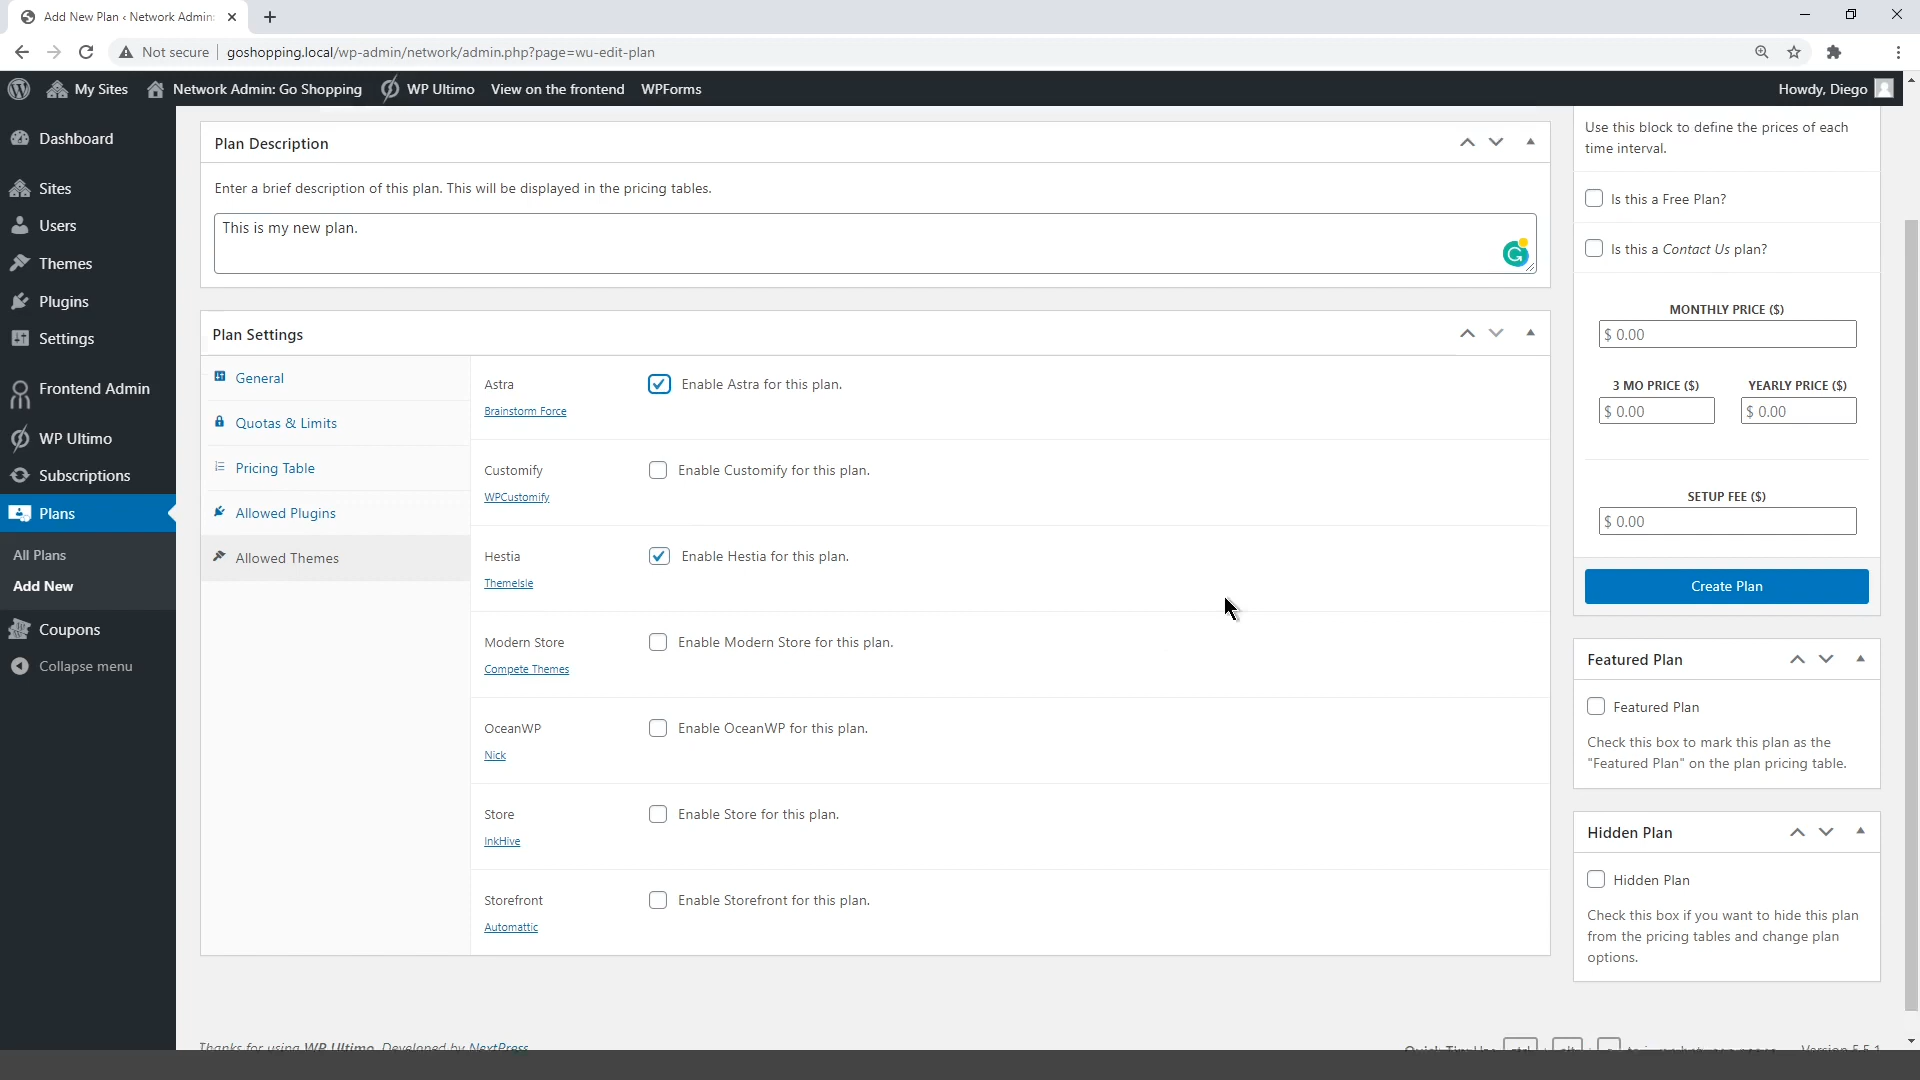 Add New Plan ‹ Network Admin:
Not secure
goshopping.local/wp-admin/network/admin.php?page=wu-edit-plan
My Sites
Network Admin: Go Shopping
WP Ultimo
View on the frontend
WPForms
Howdy, Diego
Dashboard
Sites
Users
Themes
Plugins
Settings
Frontend Admin
WP Ultimo
Subscriptions
Plans
All Plans
Add New
Coupons
Collapse menu
Plan Description
Enter a brief description of this plan. This will be displayed in the pricing tables.
This is my new plan.
Plan Settings
General
Quotas & Limits
Pricing Table
Allowed Plugins
Allowed Themes
Astra
Enable Astra for this plan.
Brainstorm Force
Customify
Enable Customify for this plan.
WPCustomify
Hestia
Enable Hestia for this plan.
ThemeIsle
Modern Store
Enable Modern Store for this plan.
Compete Themes
OceanWP
Enable OceanWP for this plan.
Nick
Store
Enable Store for this plan.
InkHive
Storefront
Enable Storefront for this plan.
Automattic
Use this block to define the prices of each
time interval.
Is this a Free Plan?
Is this a Contact Us plan?
MONTHLY PRICE ($)
$ 0.00
3 MO PRICE ($)
YEARLY PRICE ($)
$ 0.00
$ 0.00
SETUP FEE ($)
$ 0.00
Create Plan
Featured Plan
Featured Plan
Check this box to mark this plan as the
"Featured Plan" on the plan pricing table.
Hidden Plan
Hidden Plan
Check this box if you want to hide this plan
from the pricing tables and change plan
options.
Thanks for using WP Ultimo. Developed by NextPress